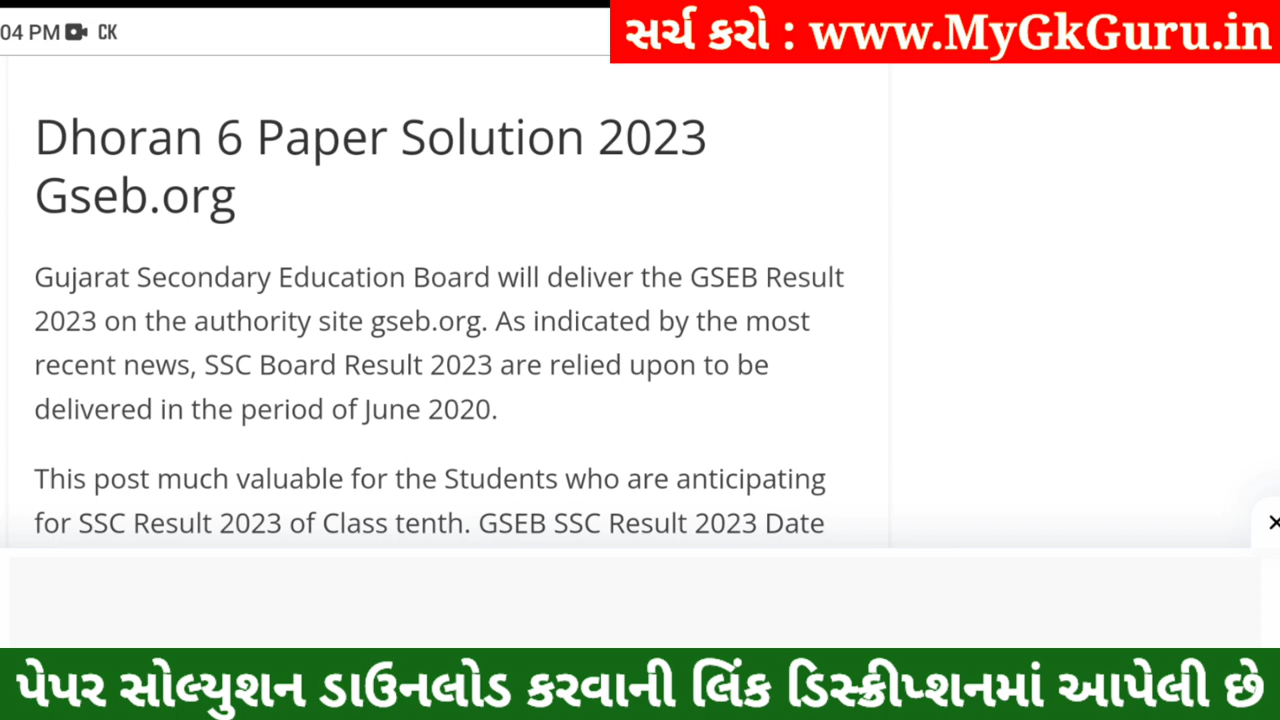 04 PM CK
સર્ચ કરો : www.MyGkGuru.in
Dhoran 6 Paper Solution 2023
Gseb.org
Gujarat Secondary Education Board will deliver the GSEB Result
2023 on the authority site gseb.org. As indicated by the most
recent news, SSC Board Result 2023 are relied upon to be
delivered in the period of June 2020.
This post much valuable for the Students who are anticipating
for SSC Result 2023 of Class tenth. GSEB SSC Result 2023 Date
પેપર સોલ્યુશન ડાઉનલોડ કરવાની લિંક ડિસ્ક્રીપ્શનમાં આપેલી છે